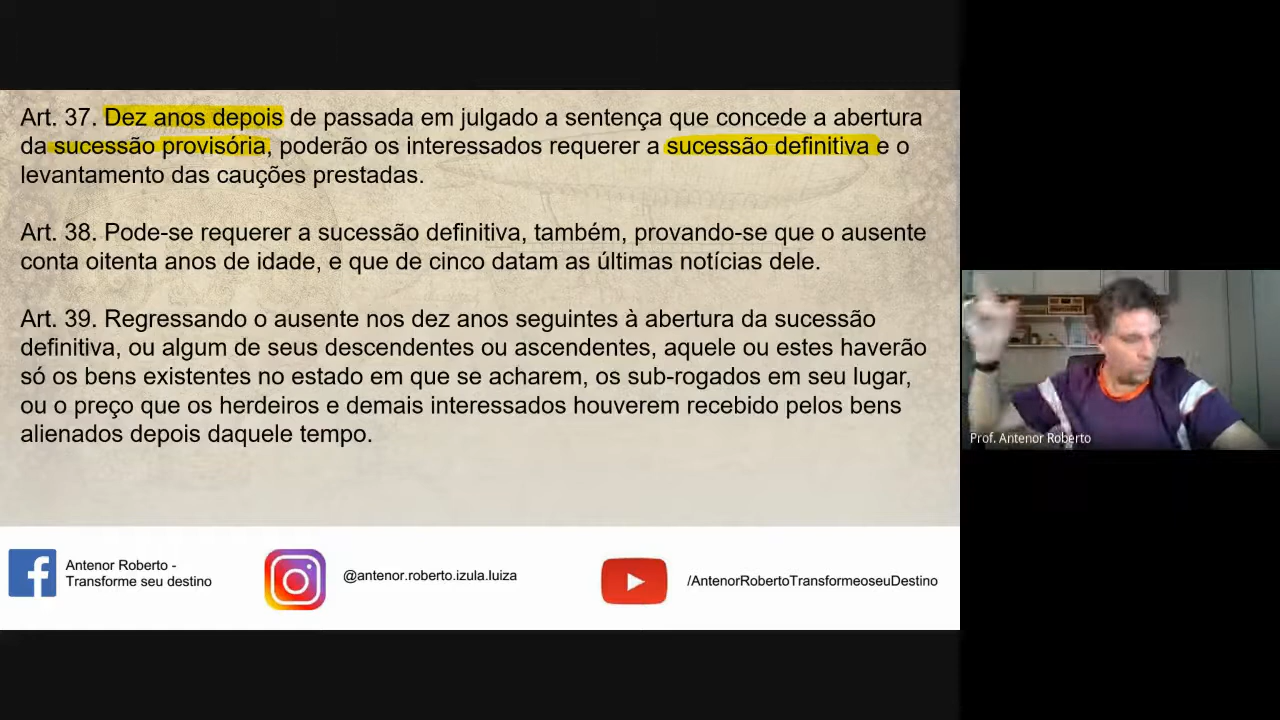 Art. 37. Dez anos depois de passada em julgado a sentença que concede a abertura
da sucessão provisória, poderão os interessados requerer a sucessão definitiva e o
levantamento das cauções prestadas.
Art. 38. Pode-se requerer a sucessão definitiva, também, provando-se que o ausente
conta oitenta anos de idade, e que de cinco datam as últimas notícias dele.
Art. 39. Regressando o ausente nos dez anos seguintes à abertura da sucessão
definitiva, ou algum de seus descendentes ou ascendentes, aquele ou estes haverão
só os bens existentes no estado em que se acharem, os sub-rogados em seu lugar,
ou o preço que os herdeiros e demais interessados houverem recebido pelos bens
alienados depois daquele tempo.
Prof. Antenor Roberto
Antenor Roberto -
Transforme seu destino
@antenor.roberto.izula.luiza
/AntenorRobertoTransformeoseuDestino